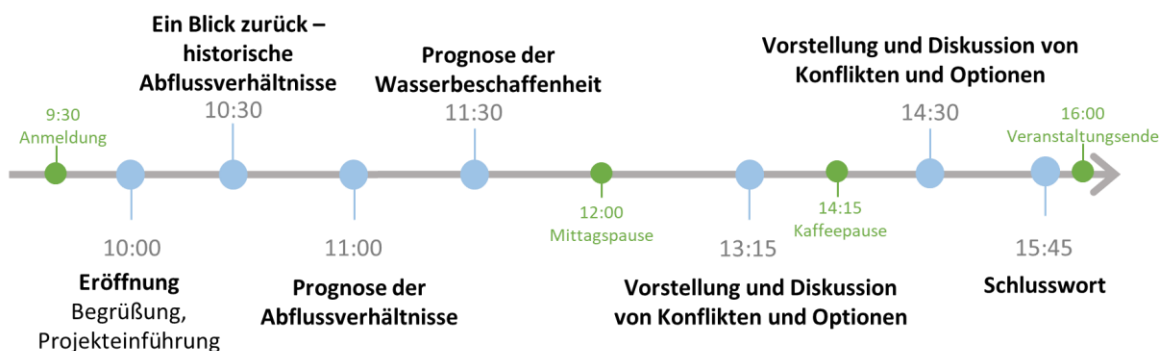 9:30
Anmeldung
10:00
Eröffnung
Begrüßung,
Projekteinführung
Ein Blick zurück –
historische
Abflussverhältnisse
10:30
11:00
Prognose der
Abflussverhältnisse
Prognose der
Wasserbeschaffenheit
11:30
12:00
Mittagspause
13:15
Vorstellung und Diskussion
von Konflikten und Optionen
14:15
Kaffeepause
Vorstellung und Diskussion von
Konflikten und Optionen
14:30
15:45
Schlusswort
16:00
Veranstaltungsende